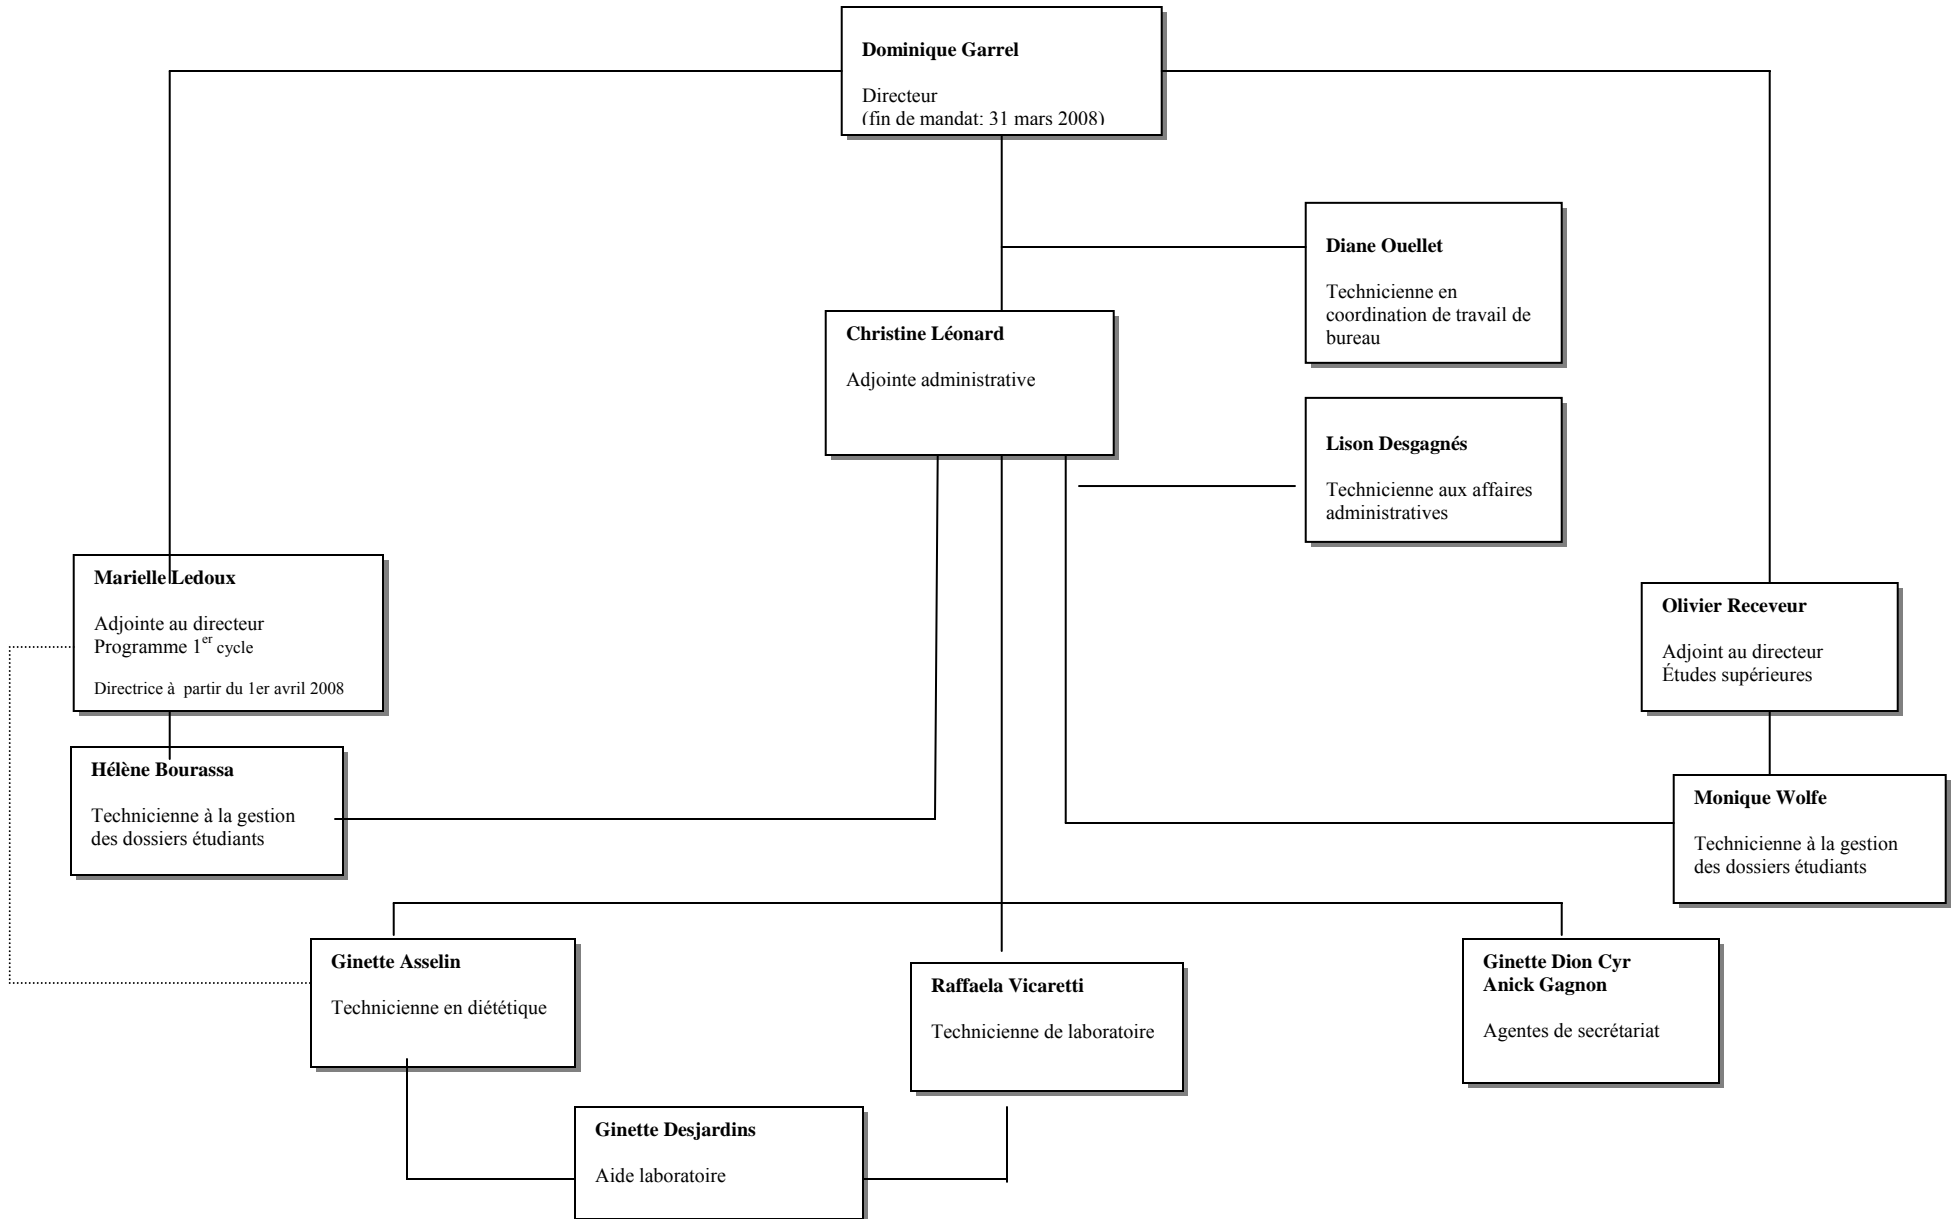 Dominique Garrel
Directeur
(fin de mandat: 31 mars 2008)
Diane Ouellet
Technicienne en
coordination de travail de
bureau
Christine Léonard
Adjointe administrative
Lison Desgagnés
Technicienne aux affaires
administratives
Marielle Ledoux
Adjointe au directeur
Programme 1er cycle
Directrice à partir du 1er avril 2008
Olivier Receveur
Adjoint au directeur
Études supérieures
Hélène Bourassa
Technicienne à la gestion
des dossiers étudiants
Monique Wolfe
Technicienne à la gestion
des dossiers étudiants
Ginette Asselin
Technicienne en diététique
Raffaela Vicaretti
Technicienne de laboratoire
Ginette Dion Cyr
Anick Gagnon
Agentes de secrétariat
Ginette Desjardins
Aide laboratoire